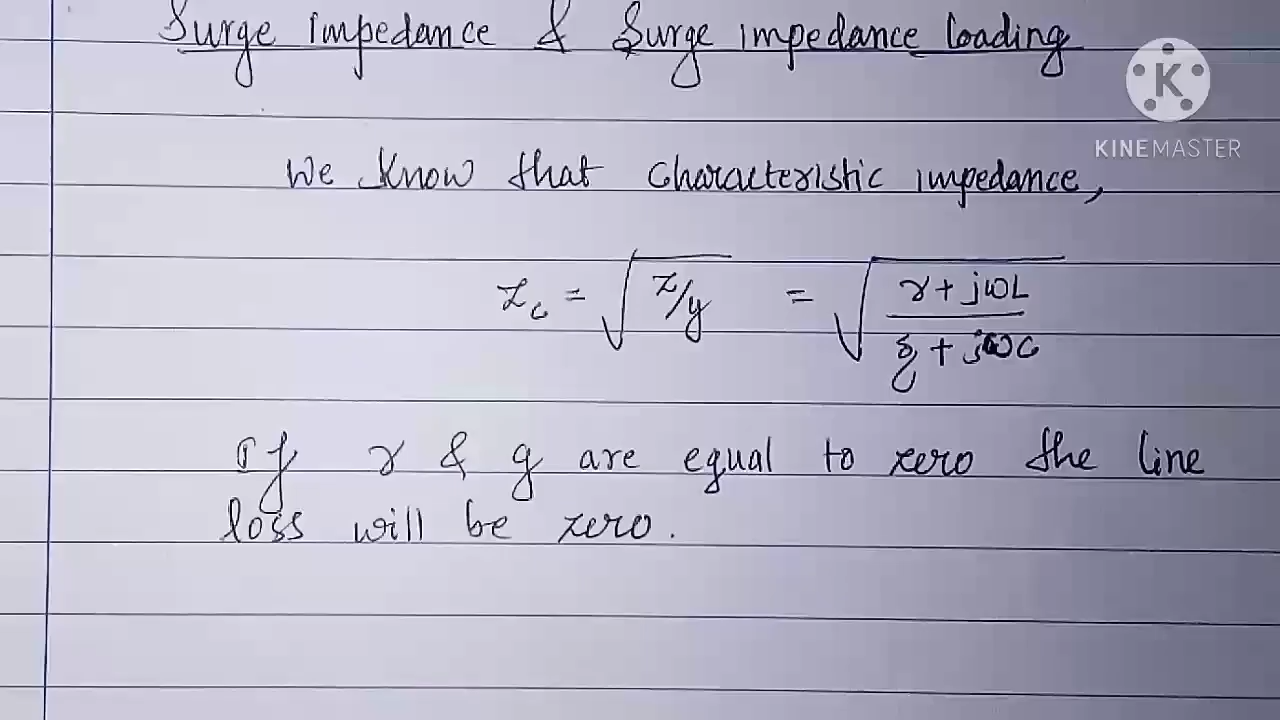 Surge impedance & Surge impedance loading
K
KINEMASTER
We know that characteristic impedance,
Zc = √z/y = √(r + jωL / g + jωc)
If r & g are equal to zero the line
loss will be zero.